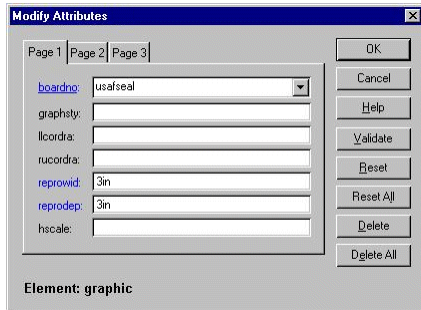 Modify Attributes
Page 1 Page 2 Page 3
OK
boardno: usafseal
Cancel
graphsty:
Help
llcordra:
Validate
rucordra:
Reset
reprowid: 3in
Reset All
reprodep: 3in
Delete
hscale:
Delete All
Element: graphic